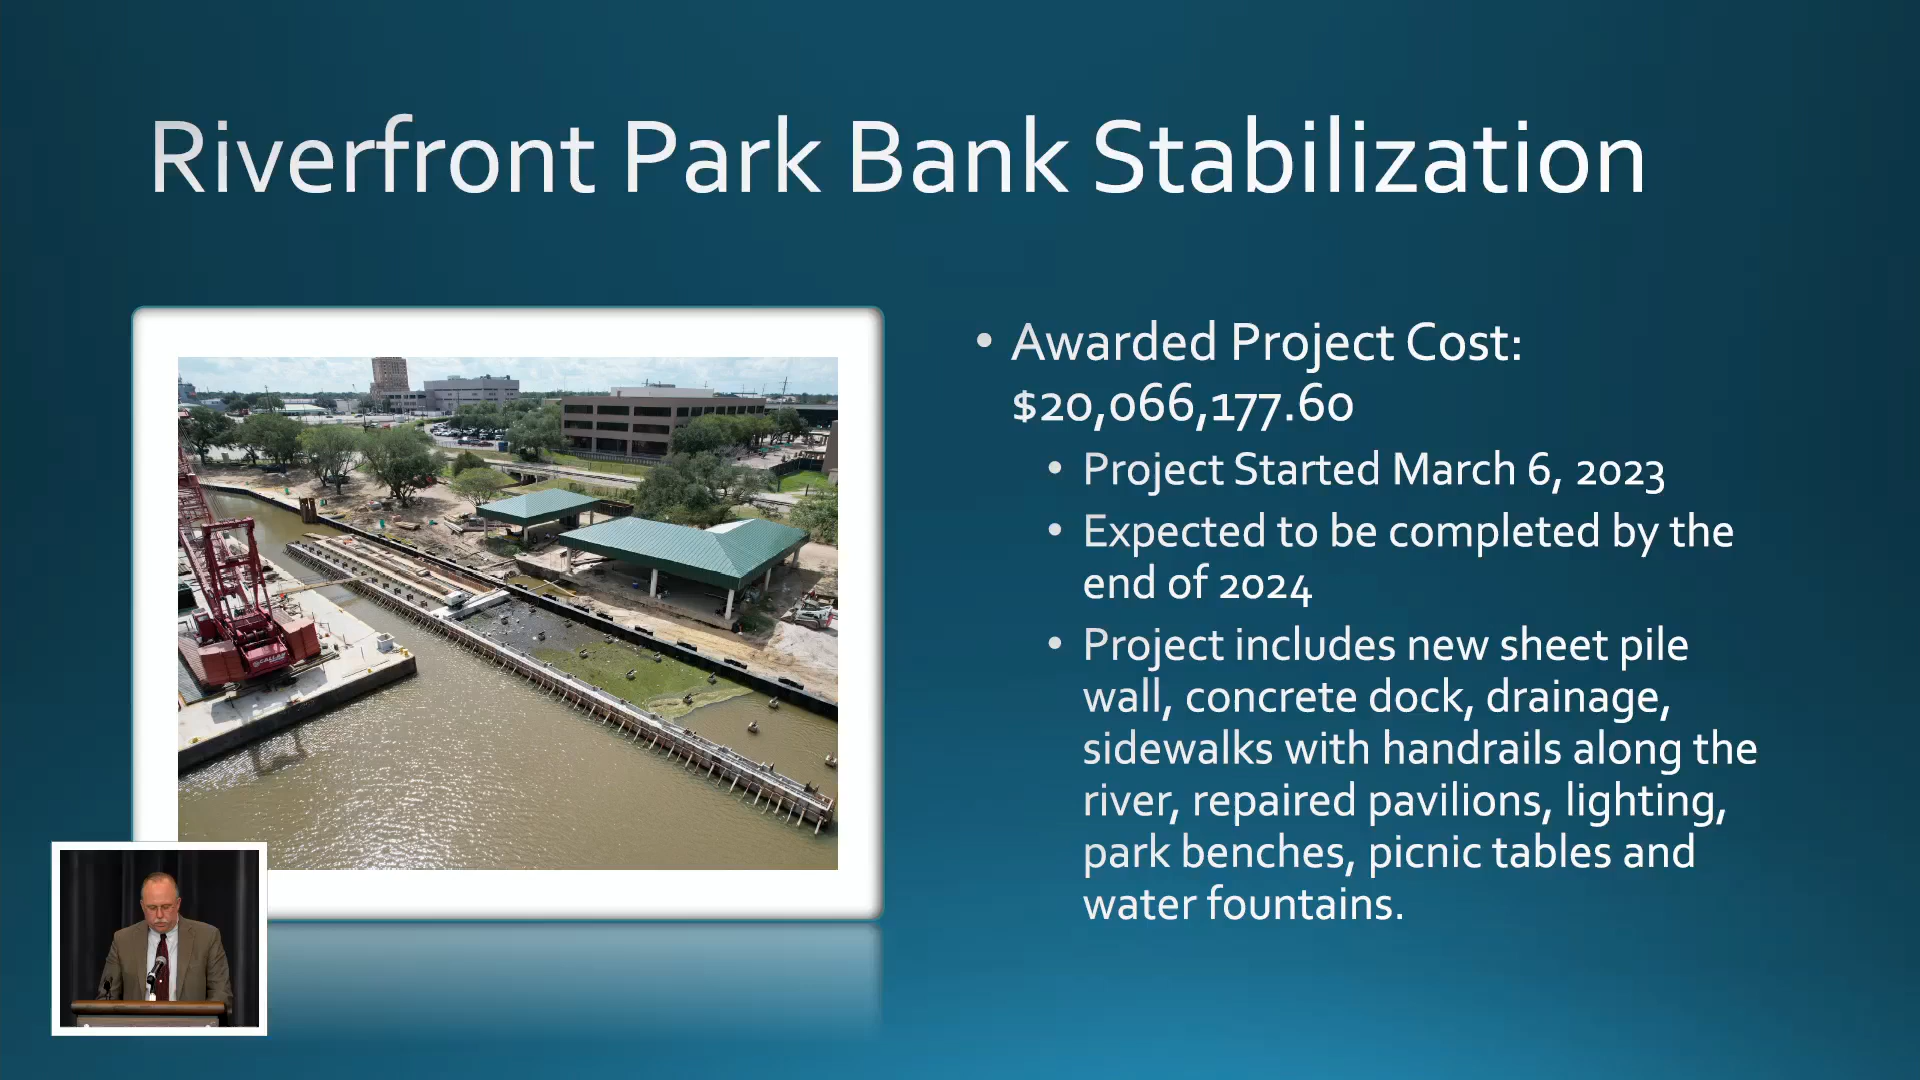 Riverfront Park Bank Stabilization
• Awarded Project Cost:
$20,066,177.60
• Project Started March 6, 2023
• Expected to be completed by the
end of 2024
• Project includes new sheet pile
wall, concrete dock, drainage,
sidewalks with handrails along the
river, repaired pavilions, lighting,
park benches, picnic tables and
water fountains.